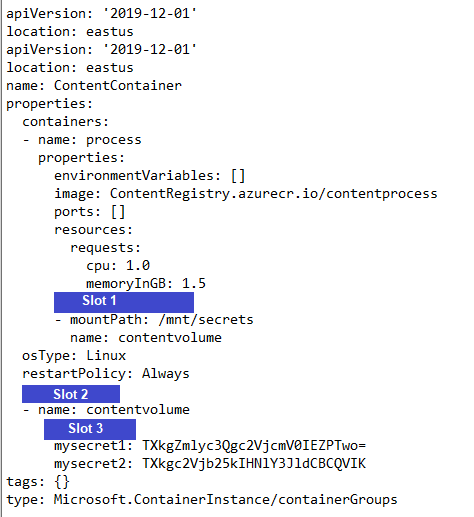 apiVersion: '2019-12-01'
location: eastus
apiVersion: '2019-12-01'
location: eastus
name: ContentContainer
properties:
  containers:
  - name: process
    properties:
      environmentVariables: []
      image: ContentRegistry.azurecr.io/contentprocess
      ports: []
      resources:
        requests:
          cpu: 1.0
          memoryInGB: 1.5
      Slot 1
      - mountPath: /mnt/secrets
        name: contentvolume
  osType: Linux
  restartPolicy: Always
  Slot 2
  - name: contentvolume
    Slot 3
      mysecret1: TXkgZmlyc3Qgc2VjcmV0IEZPTwo=
      mysecret2: TXkgc2Vjb25kIHNlY3JldCBCQVIK
tags: {}
type: Microsoft.ContainerInstance/containerGroups